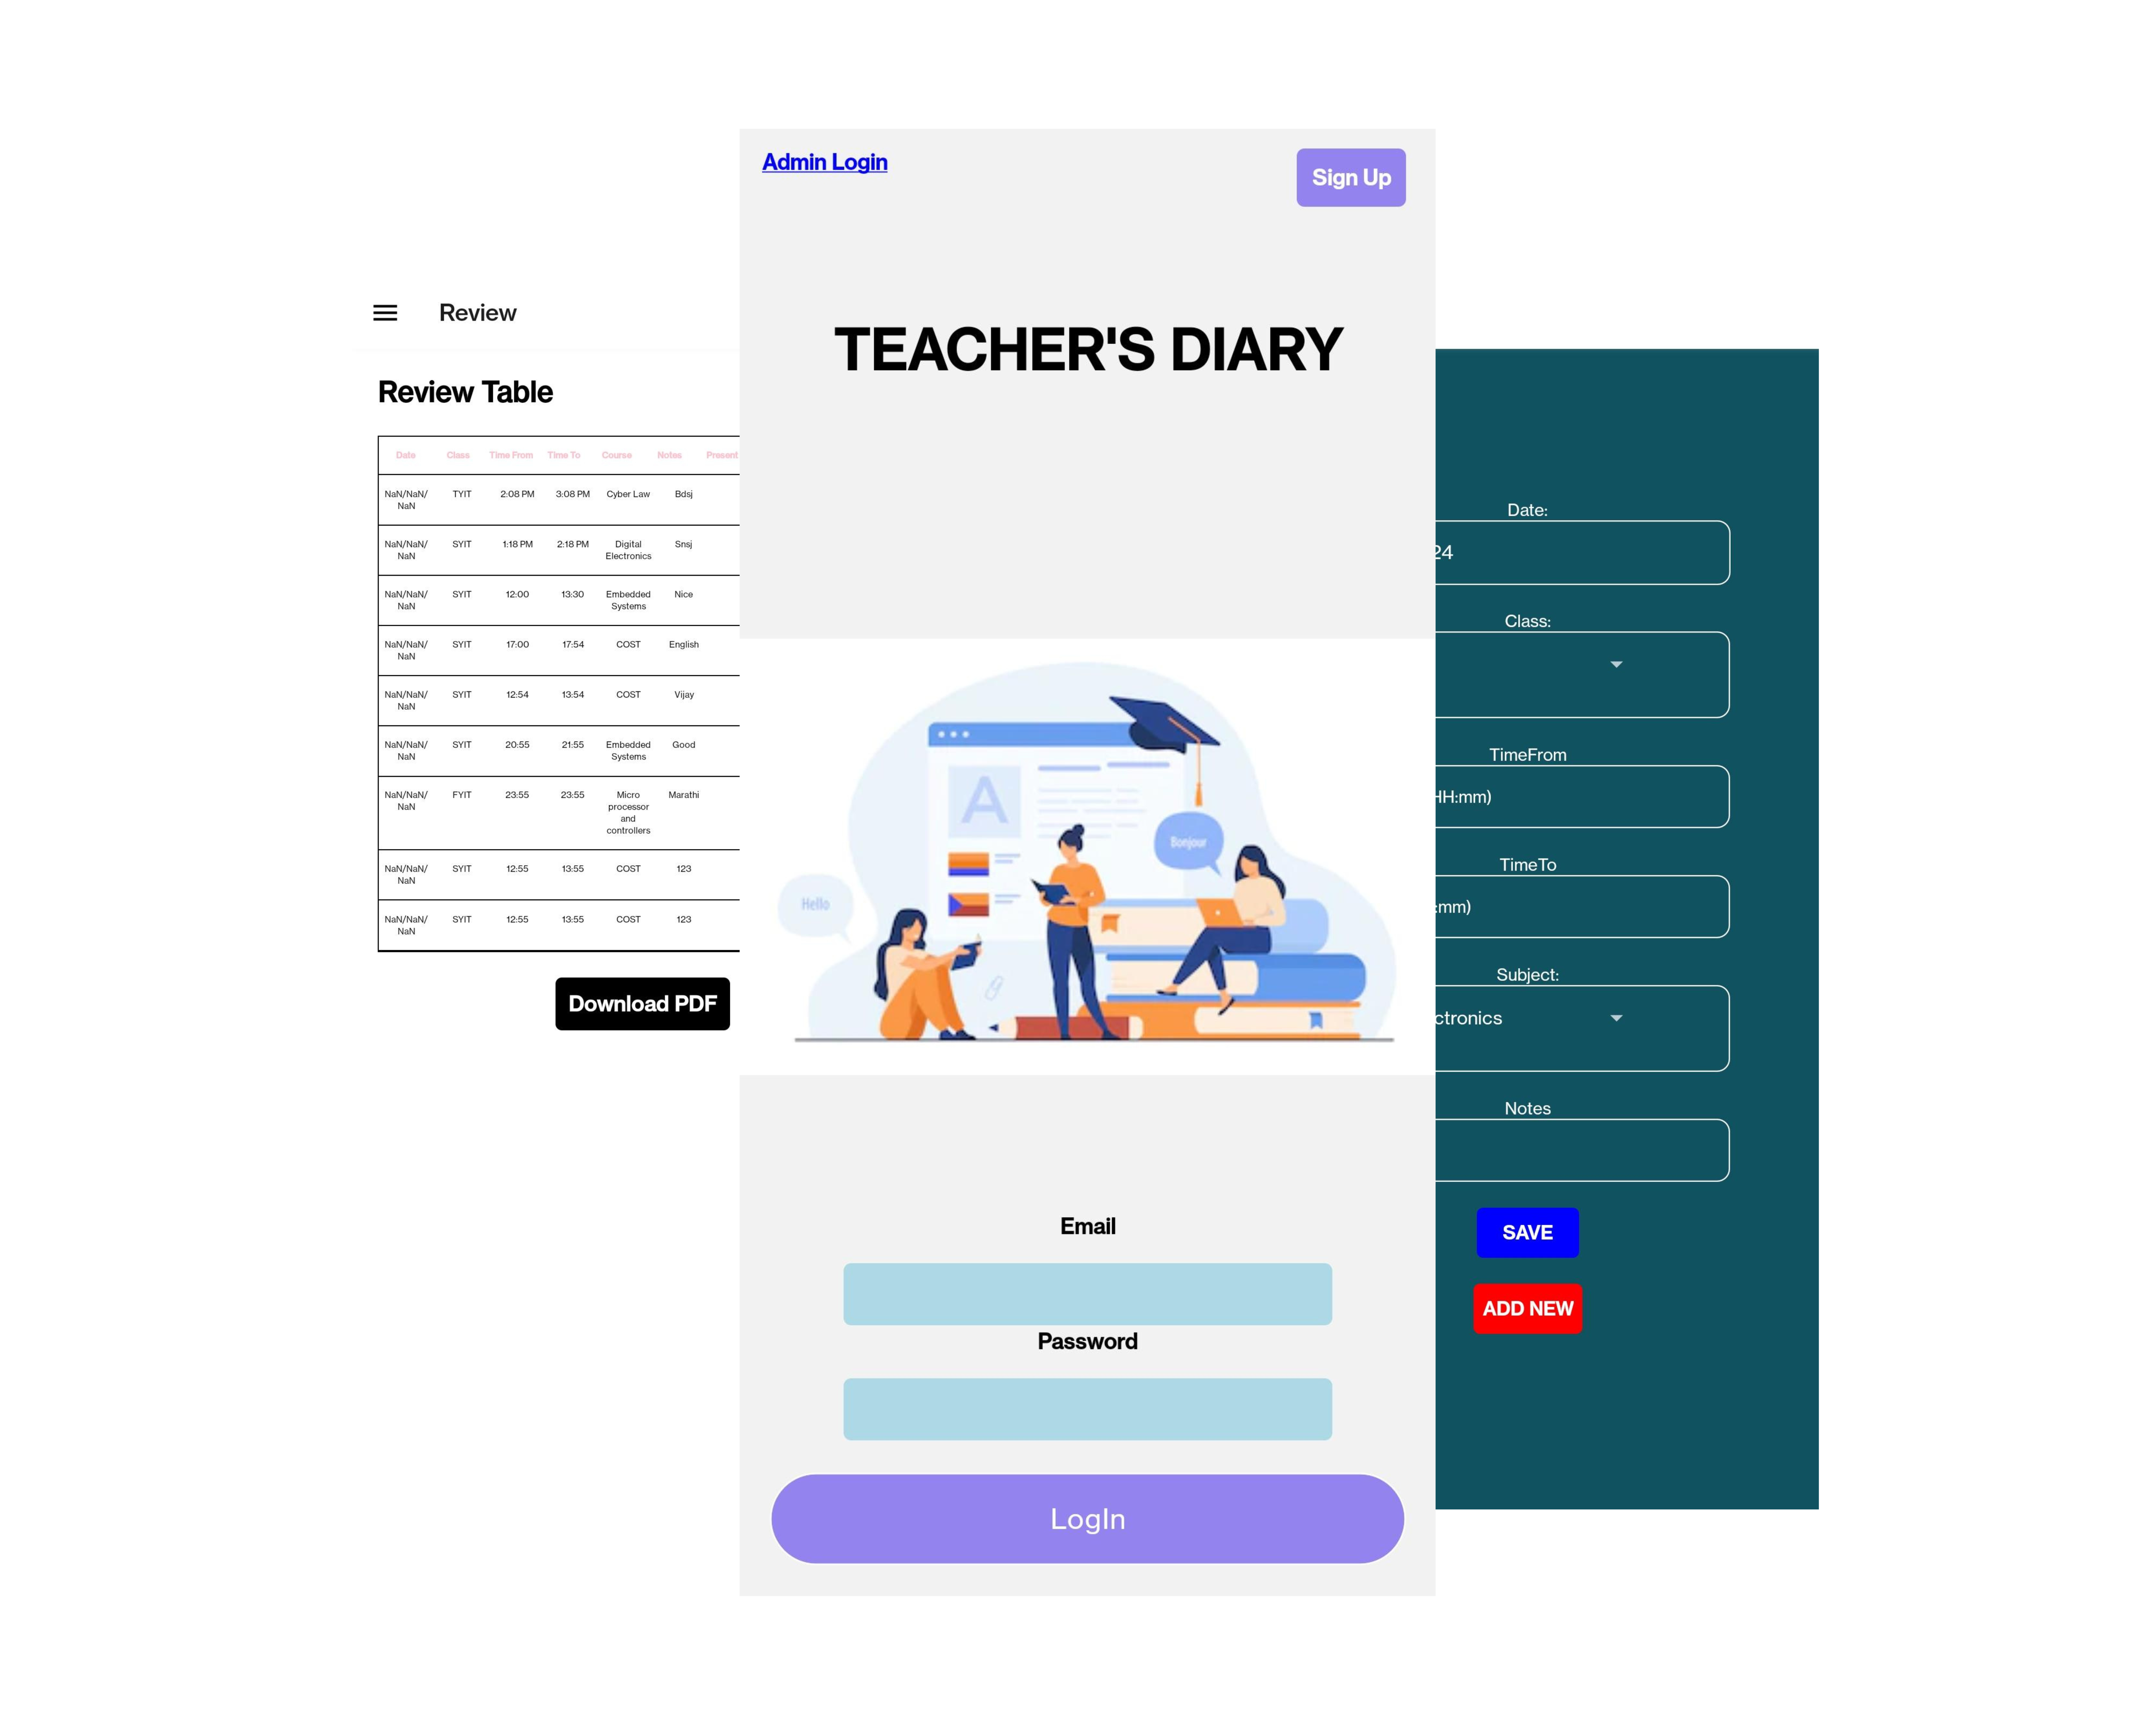 Review
Review Table
Date Class Time From Time To Course Notes Present
NaN/NaN/ TYIT 2:08 PM 3:08 PM Cyber Law Bdsj
NaN
NaN/NaN/ SYIT 1:18 PM 2:18 PM Digital Snsj
NaN Electronics
NaN/NaN/ SYIT 12:00 13:30 Embedded Nice
NaN Systems
NaN/NaN/ SYIT 17:00 17:54 COST English
NaN
NaN/NaN/ SYIT 12:54 13:54 COST Vijay
NaN
NaN/NaN/ SYIT 20:55 21:55 Embedded Good
NaN Systems
NaN/NaN/ FYIT 23:55 23:55 Micro Marathi
NaN processor
and
controllers
NaN/NaN/ SYIT 12:55 13:55 COST 123
NaN
NaN/NaN/ SYIT 12:55 13:55 COST 123
NaN
Download PDF
Admin Login
Sign Up
TEACHER'S DIARY
A
Bonjour
Hello
Email
Password
LogIn
Date:
24
Class:
TimeFrom
HH:mm)
TimeTo
:mm)
Subject:
ctronics
Notes
SAVE
ADD NEW